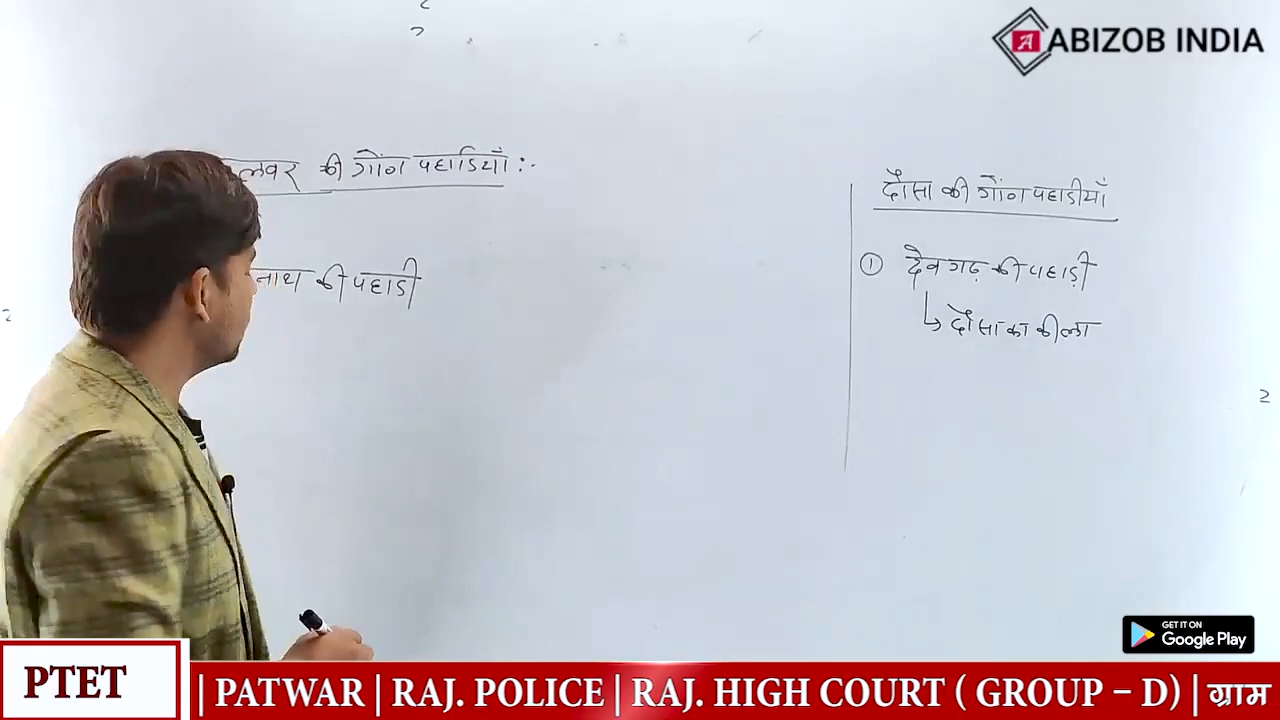 ABIZOB INDIA
लवर की गौंण पहाडियाँ :-
नाथ की पहाडी
दौसा की गौंण पहाडीयाँ
① देवगढ़ की पहाड़ी
↳ दौसा का कीला
GET IT ON
Google Play
PTET
| PATWAR | RAJ. POLICE | RAJ. HIGH COURT ( GROUP – D) | ग्राम